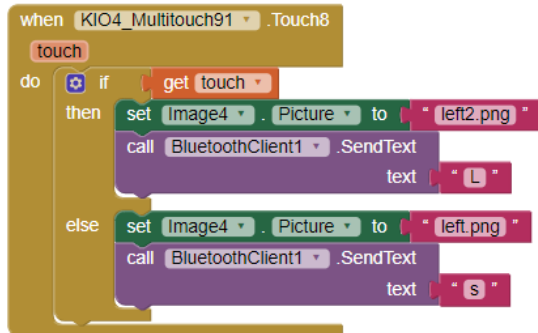 when KIO4_Multitouch91 .Touch8
touch
do if get touch
then set Image4 . Picture to " left2.png "
call BluetoothClient1 .SendText
text " L "
else set Image4 . Picture to " left.png "
call BluetoothClient1 .SendText
text " s "